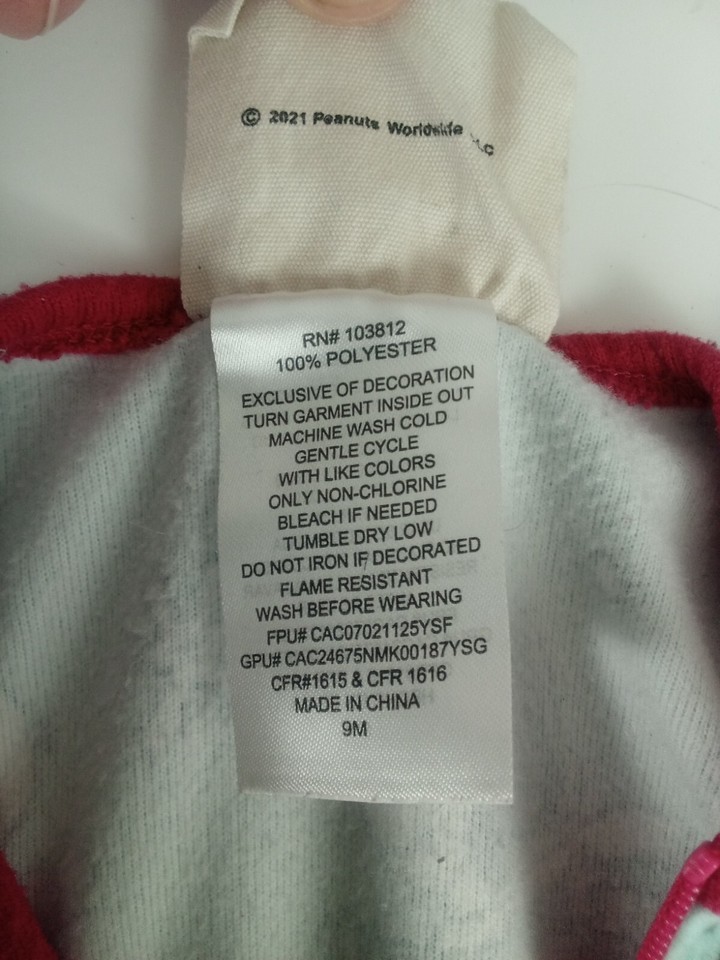 © 2021 Peanuts Worldwide LLC
RN# 103812
100% POLYESTER
EXCLUSIVE OF DECORATION
TURN GARMENT INSIDE OUT
MACHINE WASH COLD
GENTLE CYCLE
WITH LIKE COLORS
ONLY NON-CHLORINE
BLEACH IF NEEDED
TUMBLE DRY LOW
DO NOT IRON IF DECORATED
FLAME RESISTANT
WASH BEFORE WEARING
FPU# CAC07021125YSF
GPU# CAC24675NMK00187YSG
CFR#1615 & CFR 1616
MADE IN CHINA
9M